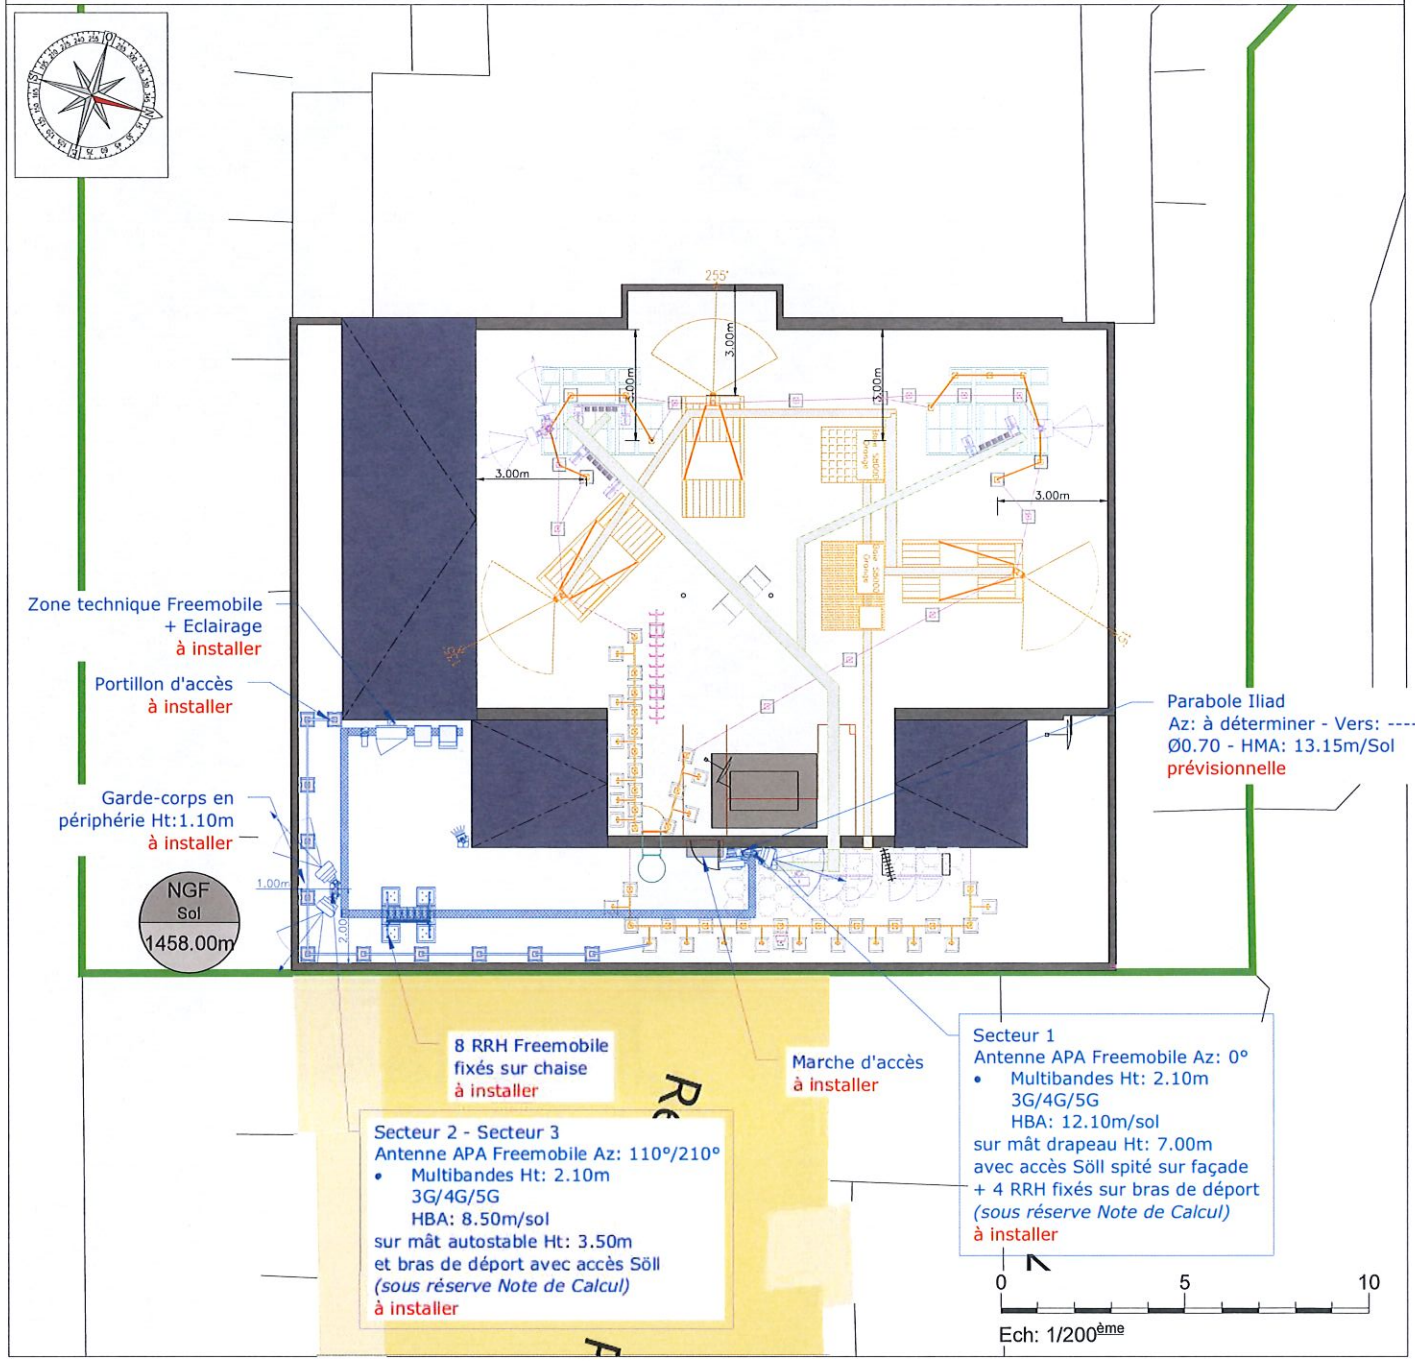 255°
3.00m
3.00m
3.00m
3.00m
3.00m
Zone technique Freemobile
+ Eclairage
à installer
Portillon d'accès
à installer
Garde-corps en
périphérie Ht:1.10m
à installer
1.00m
2.00
NGF
Sol
1458.00m
Parabole Iliad
Az: à déterminer - Vers: ----
Ø0.70 - HMA: 13.15m/Sol
prévisionnelle
8 RRH Freemobile
fixés sur chaise
à installer
Marche d'accès
à installer
Secteur 1
Antenne APA Freemobile Az: 0°
• Multibandes Ht: 2.10m
3G/4G/5G
HBA: 12.10m/sol
sur mât drapeau Ht: 7.00m
avec accès Söll spité sur façade
+ 4 RRH fixés sur bras de déport
(sous réserve Note de Calcul)
à installer
Secteur 2 - Secteur 3
Antenne APA Freemobile Az: 110°/210°
• Multibandes Ht: 2.10m
3G/4G/5G
HBA: 8.50m/sol
sur mât autostable Ht: 3.50m
et bras de déport avec accès Söll
(sous réserve Note de Calcul)
à installer
0 5 10
Ech: 1/200ème